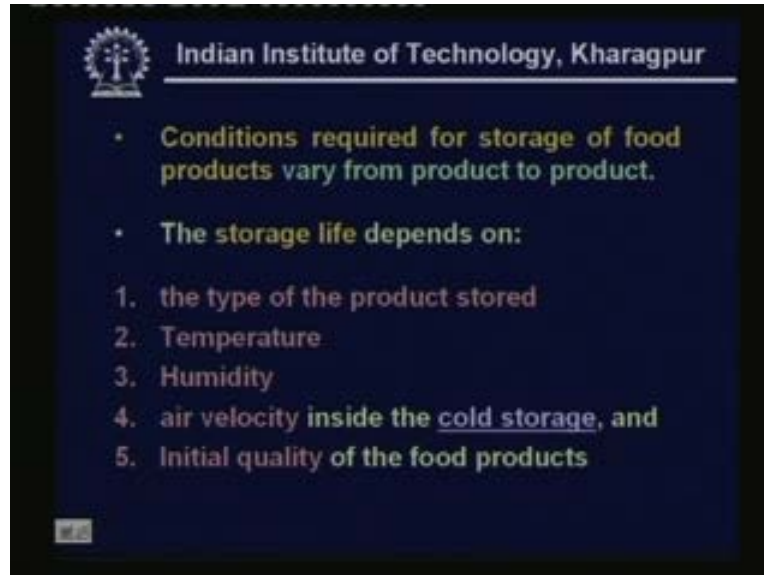 Indian Institute of Technology, Kharagpur
• Conditions required for storage of food
products vary from product to product.
• The storage life depends on:
1. the type of the product stored
2. Temperature
3. Humidity
4. air velocity inside the cold storage, and
5. Initial quality of the food products